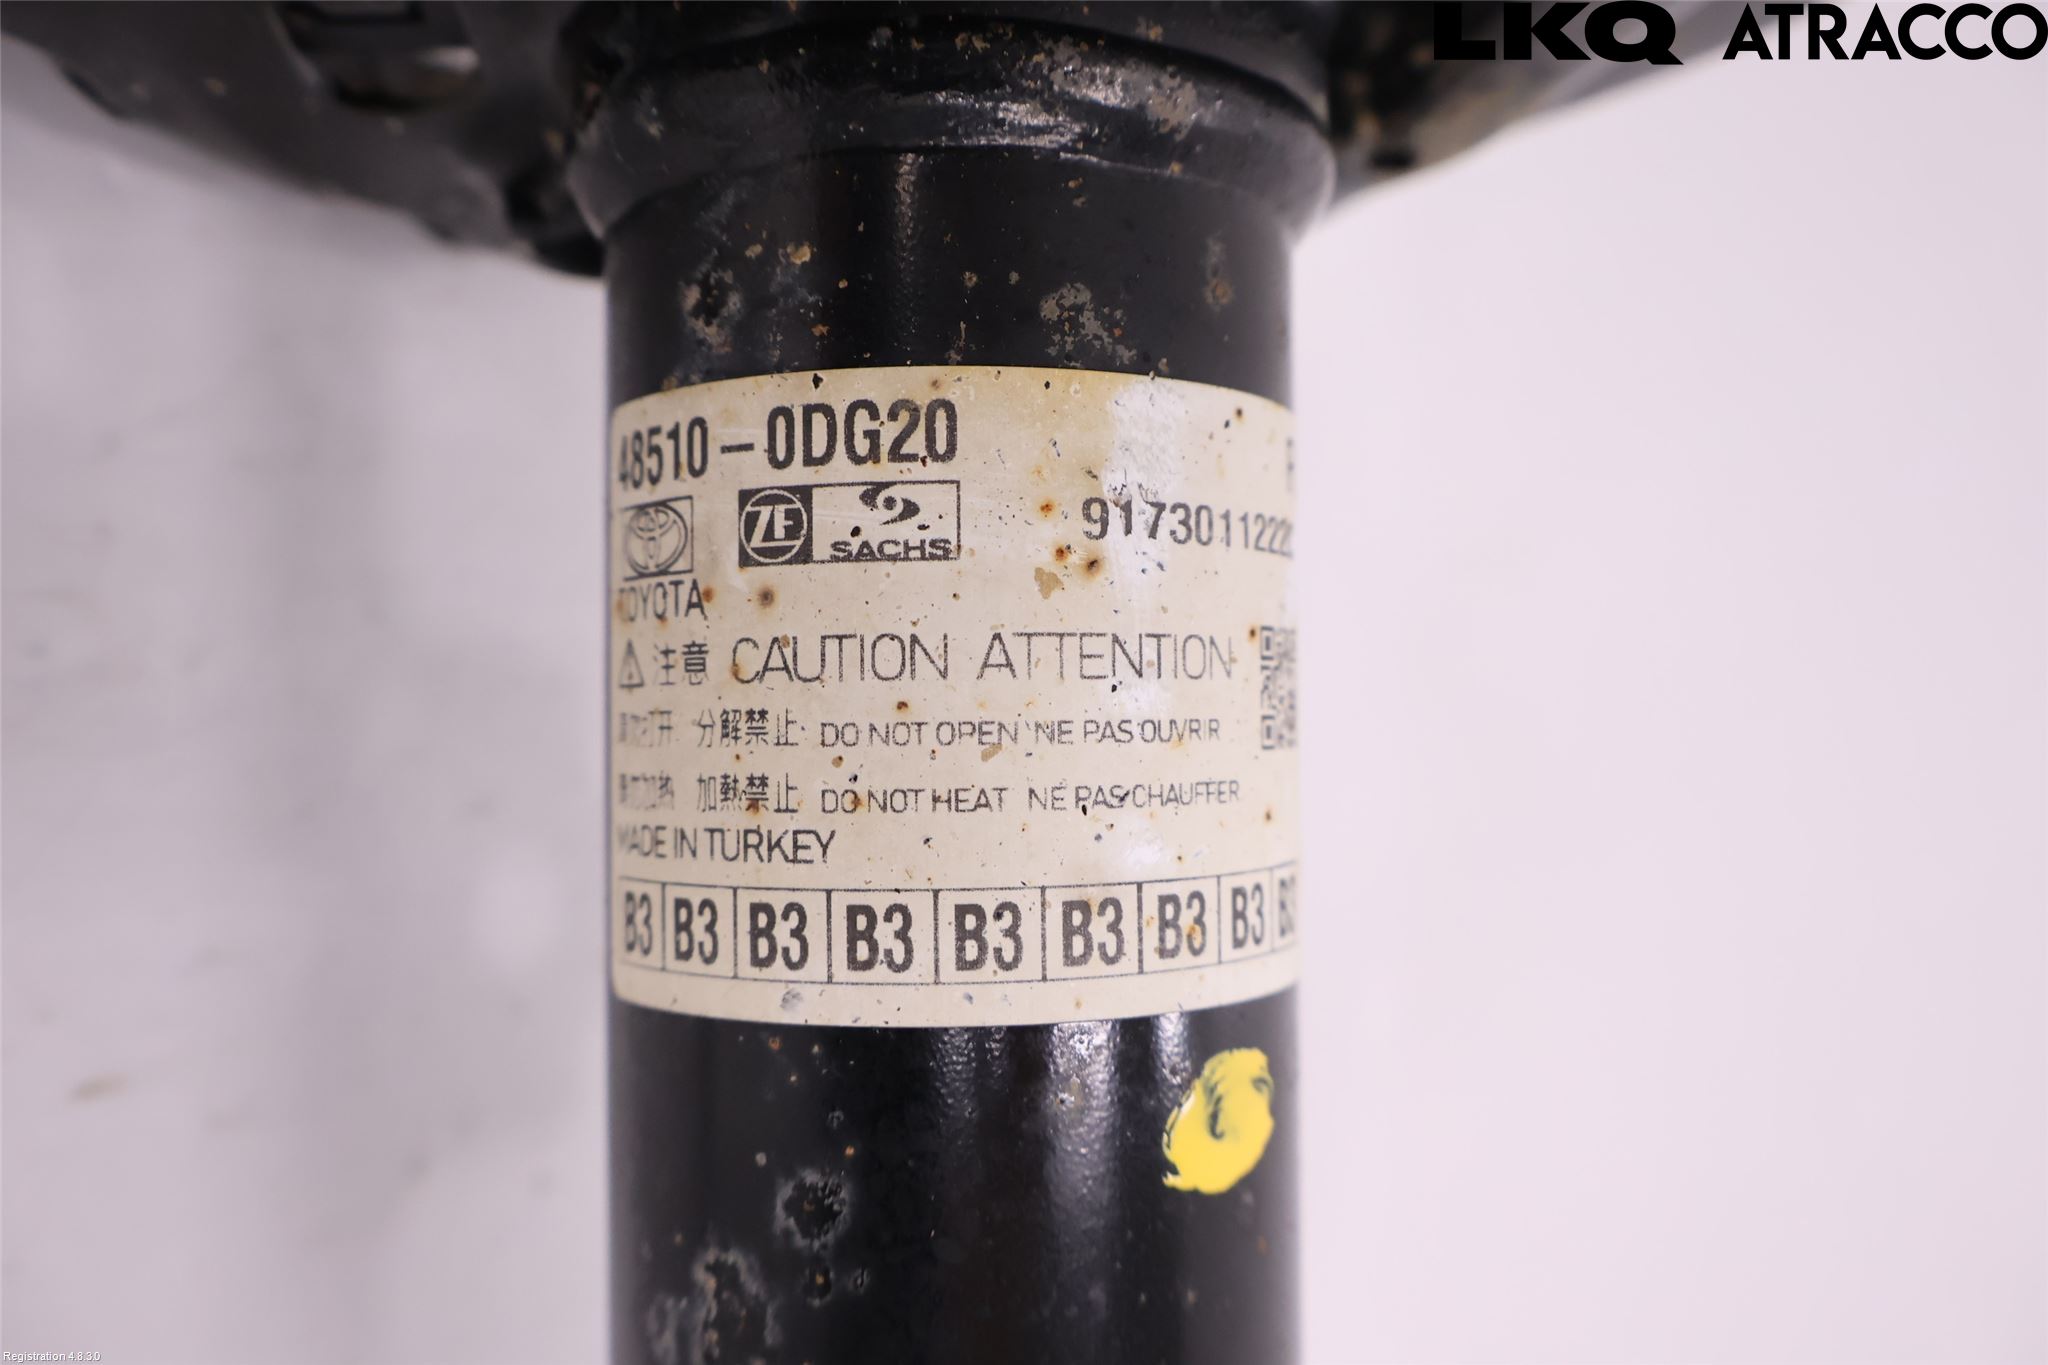 LKQ ATRACCO
48510-0DG20
ZF SACHS
TOYOTA
注意 CAUTION ATTENTION
分解禁止 DO NOT OPEN NE PAS OUVRIR
加熱禁止 DO NOT HEAT NE PAS CHAUFFER
MADE IN TURKEY
B3 B3 B3 B3 B3 B3 B3 B3 B3
Registration 4.8.3.0